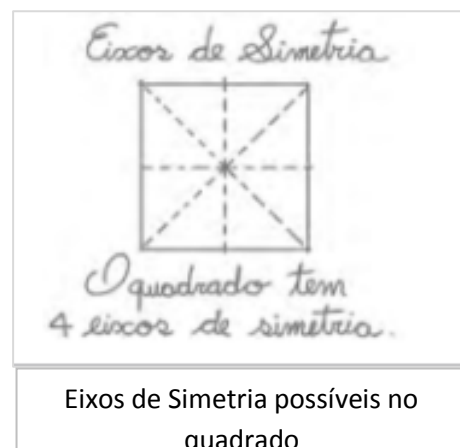 Eixos de Simetria
O quadrado tem
4 eixos de simetria.
Eixos de Simetria possíveis no
quadrado